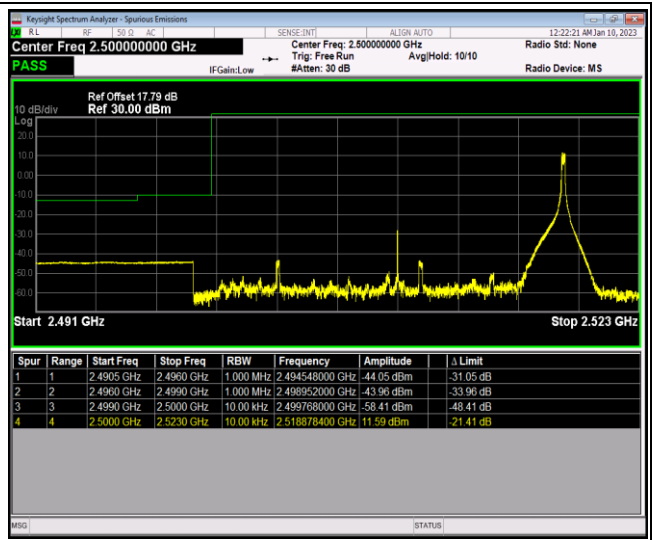 Keysight Spectrum Analyzer - Spurious Emissions
RL RF 50 Ω AC SENSE:INT ALIGN AUTO 12:22:21 AM Jan 10, 2023
Center Freq 2.500000000 GHz Center Freq: 2.500000000 GHz Radio Std: None
Trig: Free Run Avg|Hold: 10/10
PASS IFGain:Low #Atten: 30 dB Radio Device: MS
Ref Offset 17.79 dB
10 dB/div Ref 30.00 dBm
Log
20.0
10.0
0.00
-10.0
-20.0
-30.0
-40.0
-50.0
-60.0
Start 2.491 GHz Stop 2.523 GHz
Spur Range Start Freq Stop Freq RBW Frequency Amplitude Δ Limit
1 1 2.4905 GHz 2.4960 GHz 1.000 MHz 2.494548000 GHz -44.05 dBm -31.05 dB
2 2 2.4960 GHz 2.4990 GHz 1.000 MHz 2.498952000 GHz -43.96 dBm -33.96 dB
3 3 2.4990 GHz 2.5000 GHz 10.00 kHz 2.499768000 GHz -58.41 dBm -48.41 dB
4 4 2.5000 GHz 2.5230 GHz 10.00 kHz 2.518878400 GHz 11.59 dBm -21.41 dB
MSG STATUS